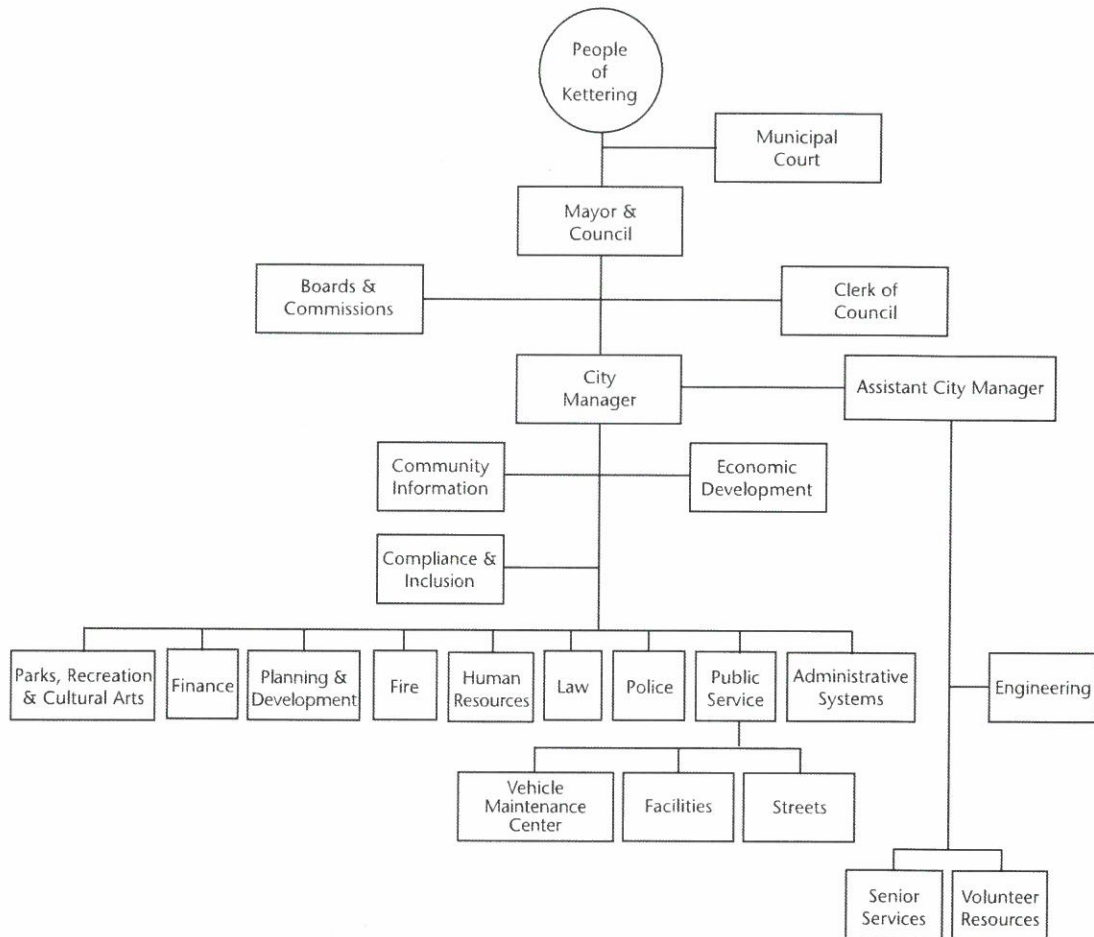 People
of
Kettering
Municipal
Court
Mayor &
Council
Boards &
Commissions
Clerk of
Council
City
Manager
Assistant City Manager
Community
Information
Economic
Development
Compliance &
Inclusion
Parks, Recreation
& Cultural Arts
Finance
Planning &
Development
Fire
Human
Resources
Law
Police
Public
Service
Administrative
Systems
Engineering
Vehicle
Maintenance
Center
Facilities
Streets
Senior
Services
Volunteer
Resources